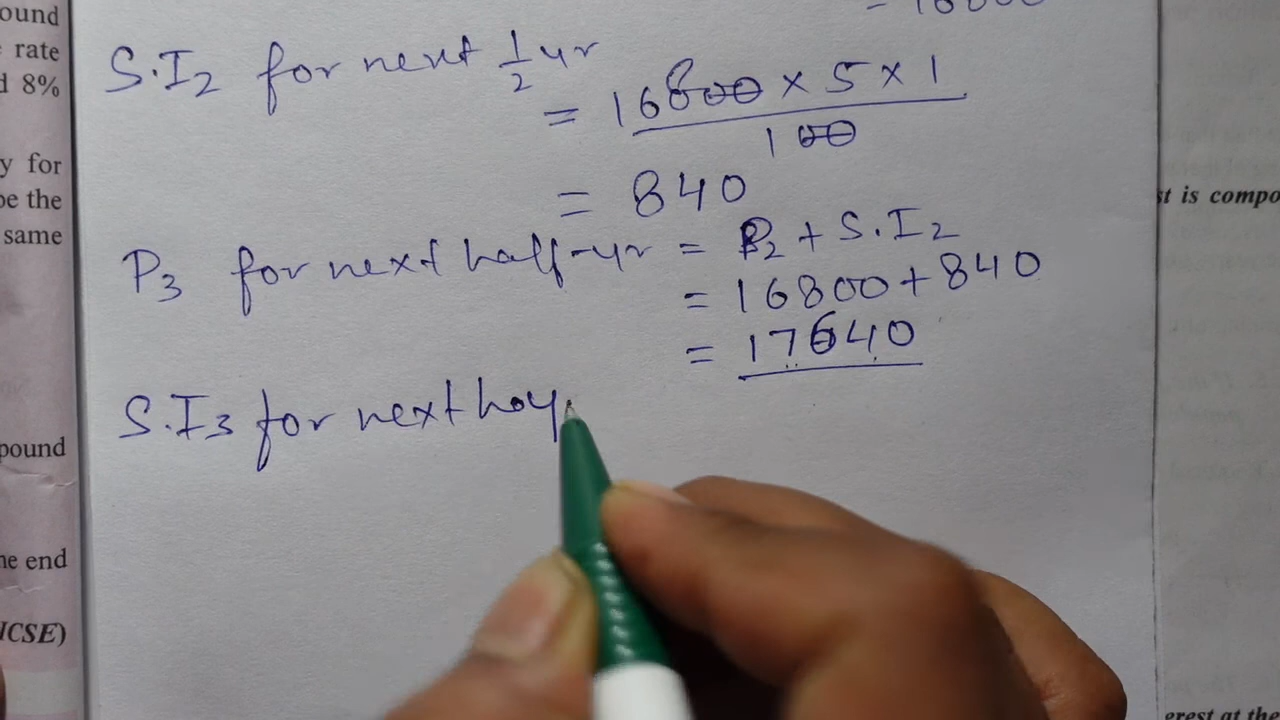 ound
rate
d 8%
y for
be the
same
pound
he end
ICSE)
S.I2 for next 1/2 yr
= 16800 × 5 × 1
100
= 840
P3 for next half-yr = P2 + S.I2
= 16800 + 840
= 17640
S.I3 for next
st is compo
erest at the